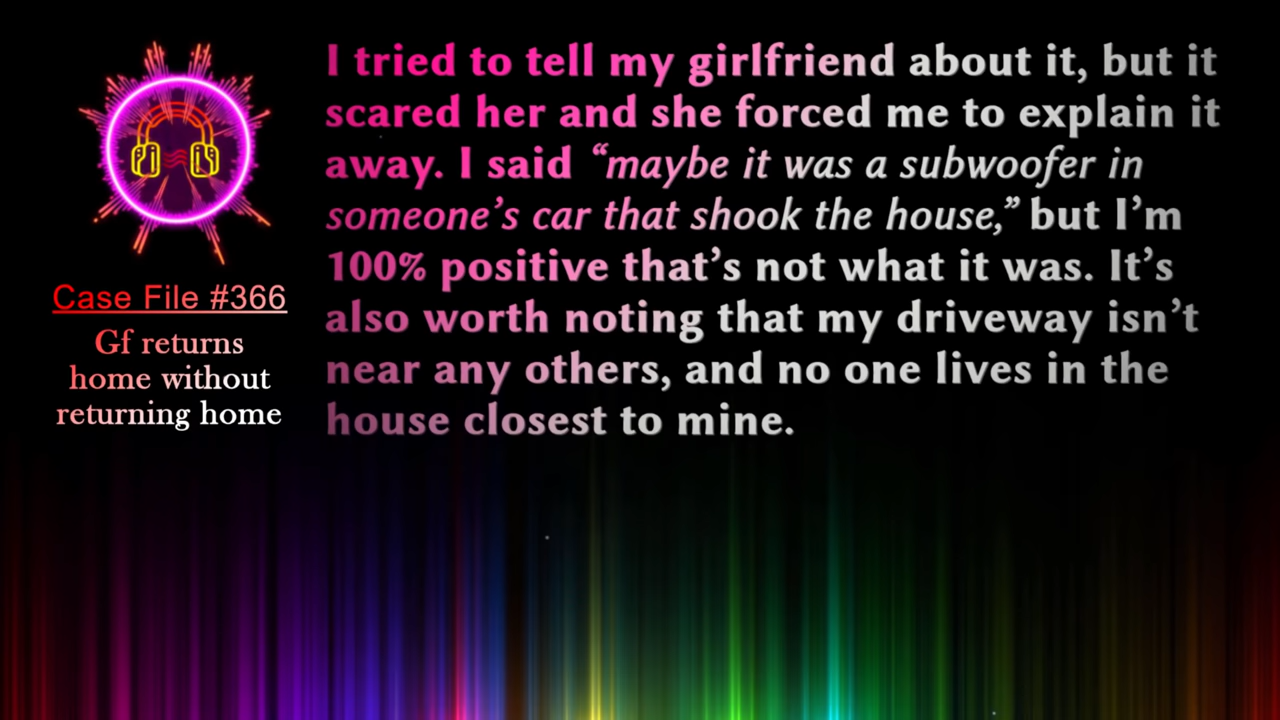 I tried to tell my girlfriend about it, but it
scared her and she forced me to explain it
away. I said “maybe it was a subwoofer in
someone’s car that shook the house,” but I’m
100% positive that’s not what it was. It’s
also worth noting that my driveway isn’t
near any others, and no one lives in the
house closest to mine.
Case File #366
Gf returns
home without
returning home